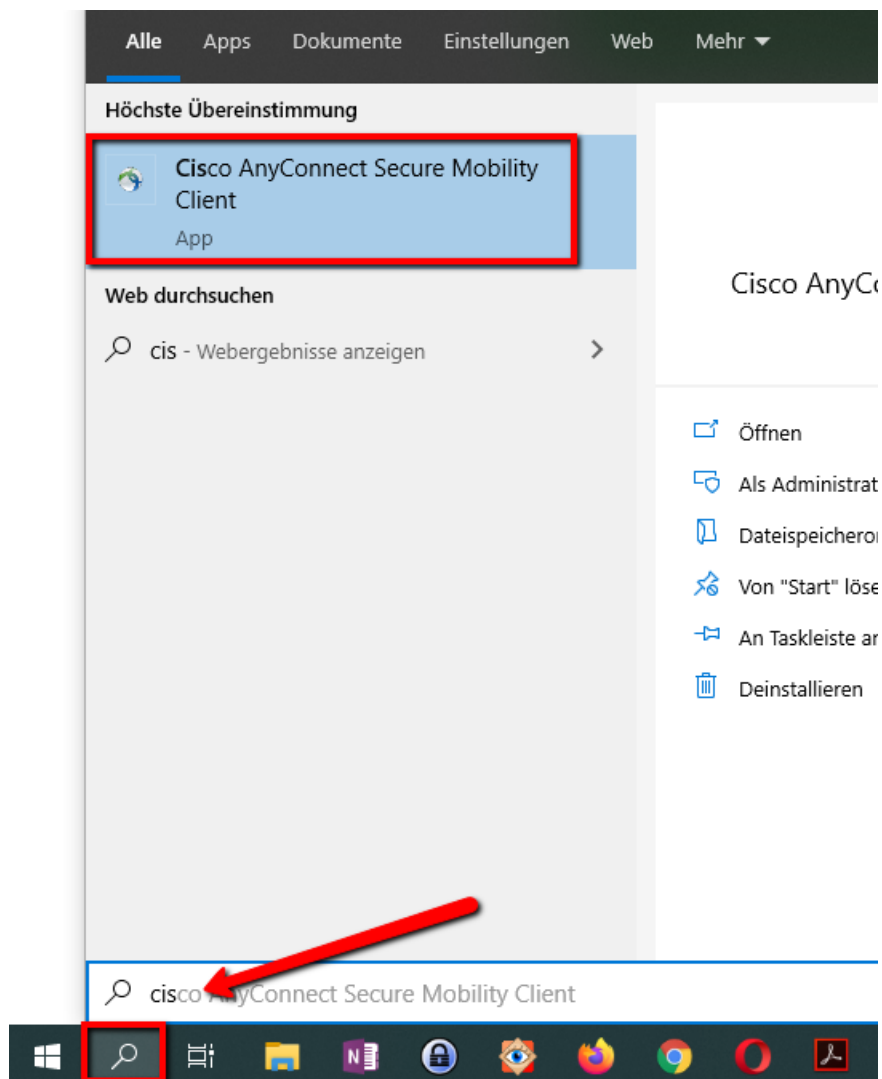 Alle Apps Dokumente Einstellungen Web Mehr
Höchste Übereinstimmung
Cisco AnyConnect Secure Mobility
Client
App
Web durchsuchen
cis - Webergebnisse anzeigen
Cisco AnyCo
Öffnen
Als Administrat
Dateispeicheror
Von "Start" löse
An Taskleiste an
Deinstallieren
cisco AnyConnect Secure Mobility Client